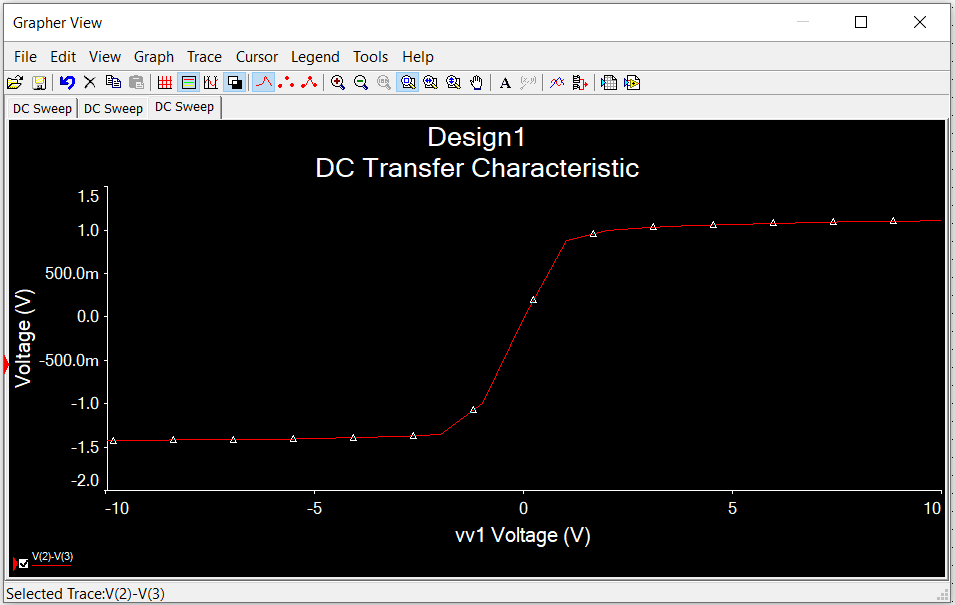 Grapher View
File Edit View Graph Trace Cursor Legend Tools Help
A
DC Sweep DC Sweep DC Sweep
Design1
DC Transfer Characteristic
1.5
1.0
500.0m
0.0
-500.0m
-1.0
-1.5
-2.0
Voltage (V)
-10 -5 0 5 10
vv1 Voltage (V)
V(2)-V(3)
Selected Trace:V(2)-V(3)